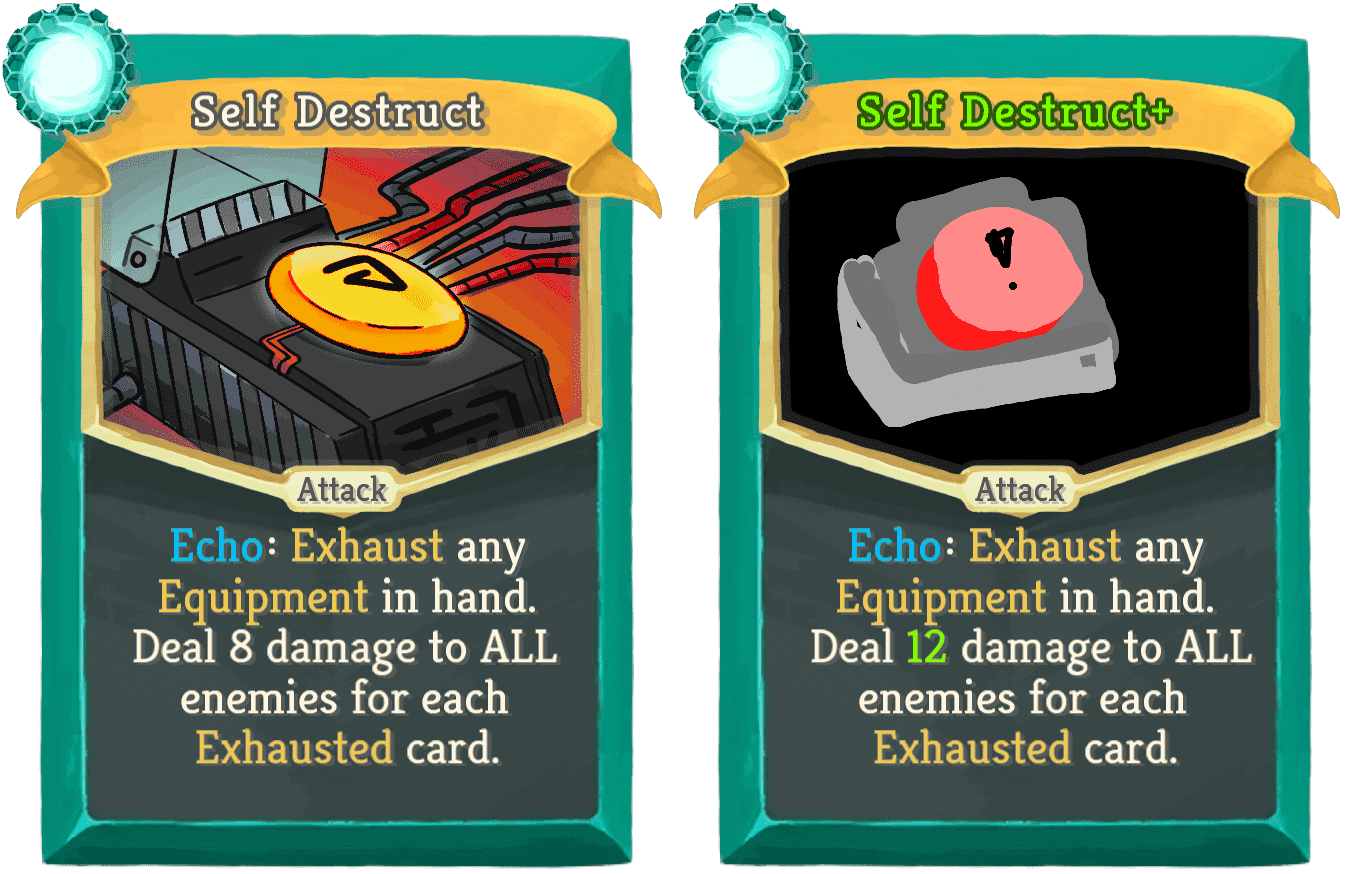 Self Destruct
Attack
Echo: Exhaust any
Equipment in hand.
Deal 8 damage to ALL
enemies for each
Exhausted card.
Self Destruct+
Attack
Echo: Exhaust any
Equipment in hand.
Deal 12 damage to ALL
enemies for each
Exhausted card.